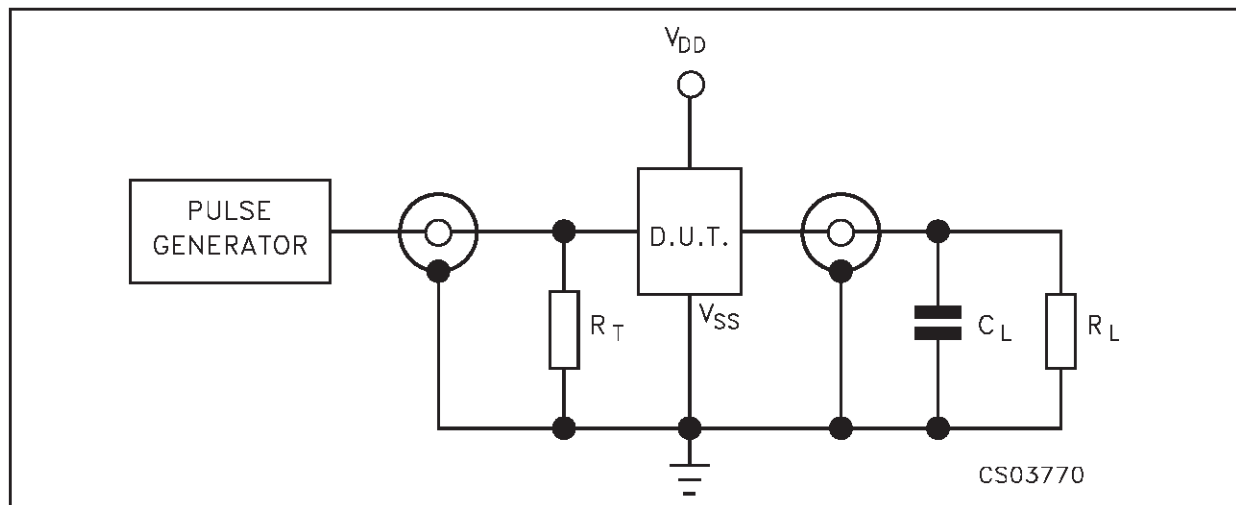 VDD
PULSE
GENERATOR
D.U.T.
VSS
RT
CL
RL
CS03770